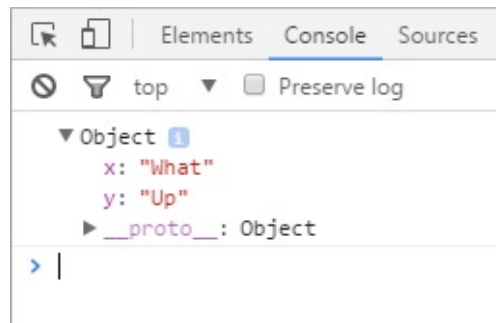 Elements Console Sources
top ▼ Preserve log
▼ Object i
x: "What"
y: "Up"
▶ __proto__: Object
>